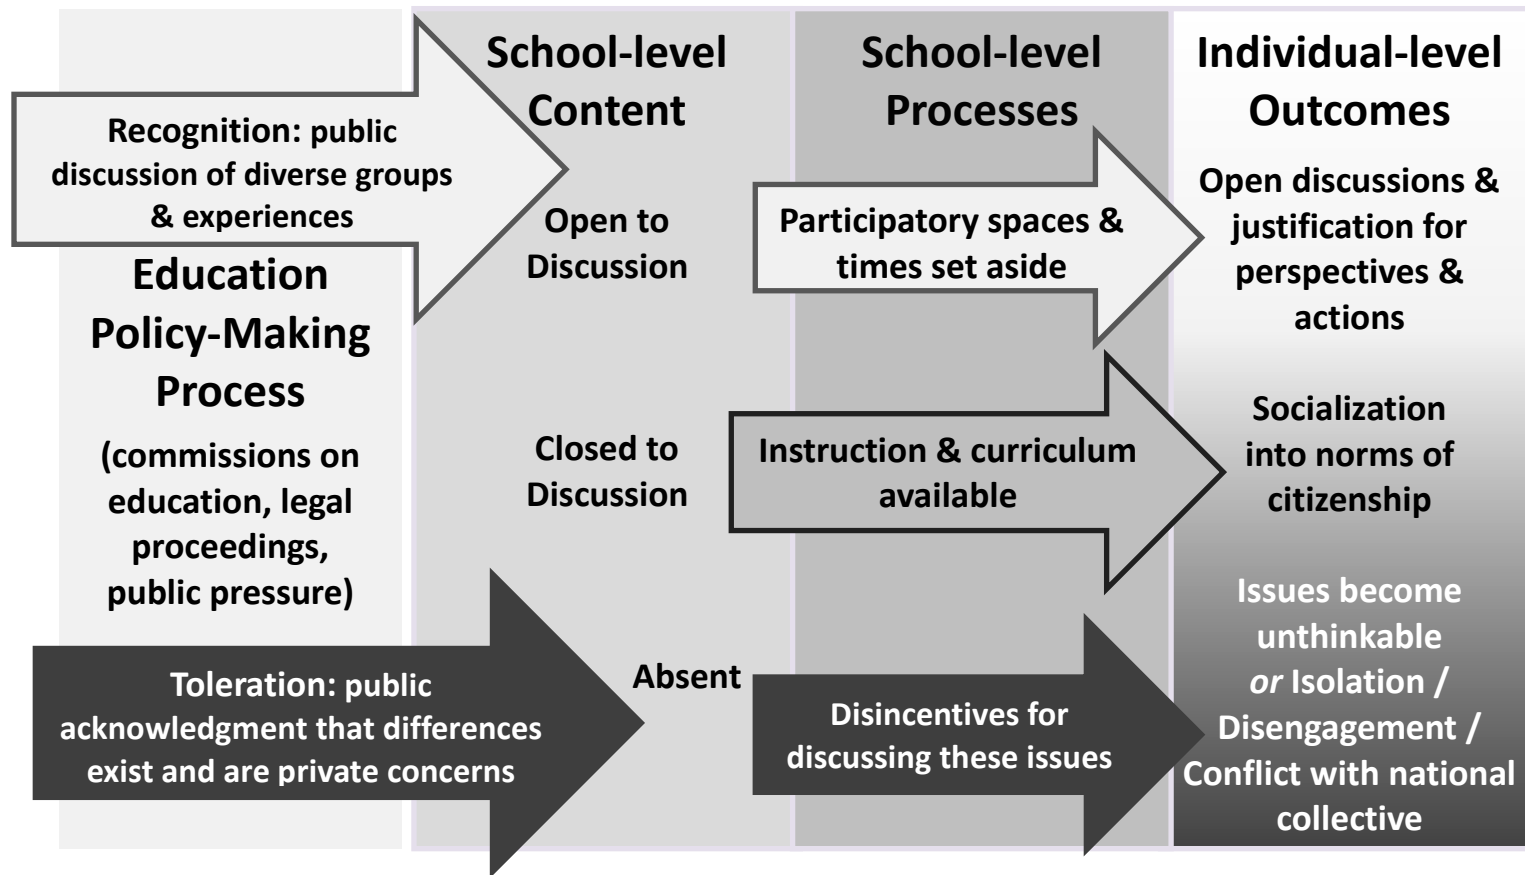 Recognition: public
discussion of diverse groups
& experiences
Education
Policy-Making
Process
(commissions on
education, legal
proceedings,
public pressure)
Toleration: public
acknowledgment that differences
exist and are private concerns
School-level
Content
Open to
Discussion
Closed to
Discussion
Absent
School-level
Processes
Participatory spaces &
times set aside
Instruction & curriculum
available
Disincentives for
discussing these issues
Individual-level
Outcomes
Open discussions &
justification for
perspectives &
actions
Socialization
into norms of
citizenship
Issues become
unthinkable
or Isolation /
Disengagement /
Conflict with national
collective